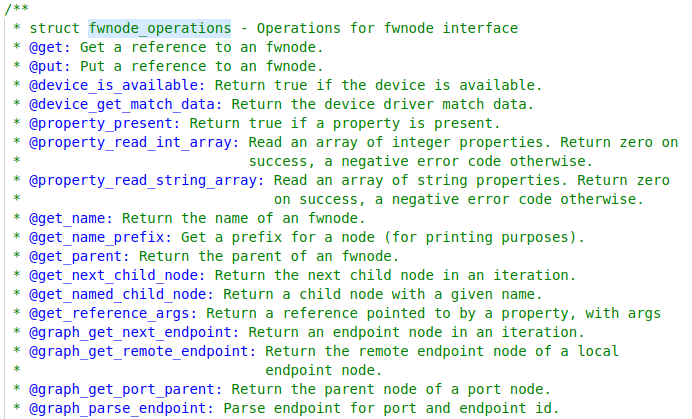 /**
 * struct fwnode_operations - Operations for fwnode interface
 * @get: Get a reference to an fwnode.
 * @put: Put a reference to an fwnode.
 * @device_is_available: Return true if the device is available.
 * @device_get_match_data: Return the device driver match data.
 * @property_present: Return true if a property is present.
 * @property_read_int_array: Read an array of integer properties. Return zero on
 *                           success, a negative error code otherwise.
 * @property_read_string_array: Read an array of string properties. Return zero
 *                              on success, a negative error code otherwise.
 * @get_name: Return the name of an fwnode.
 * @get_name_prefix: Get a prefix for a node (for printing purposes).
 * @get_parent: Return the parent of an fwnode.
 * @get_next_child_node: Return the next child node in an iteration.
 * @get_named_child_node: Return a child node with a given name.
 * @get_reference_args: Return a reference pointed to by a property, with args
 * @graph_get_next_endpoint: Return an endpoint node in an iteration.
 * @graph_get_remote_endpoint: Return the remote endpoint node of a local
 *                             endpoint node.
 * @graph_get_port_parent: Return the parent node of a port node.
 * @graph_parse_endpoint: Parse endpoint for port and endpoint id.